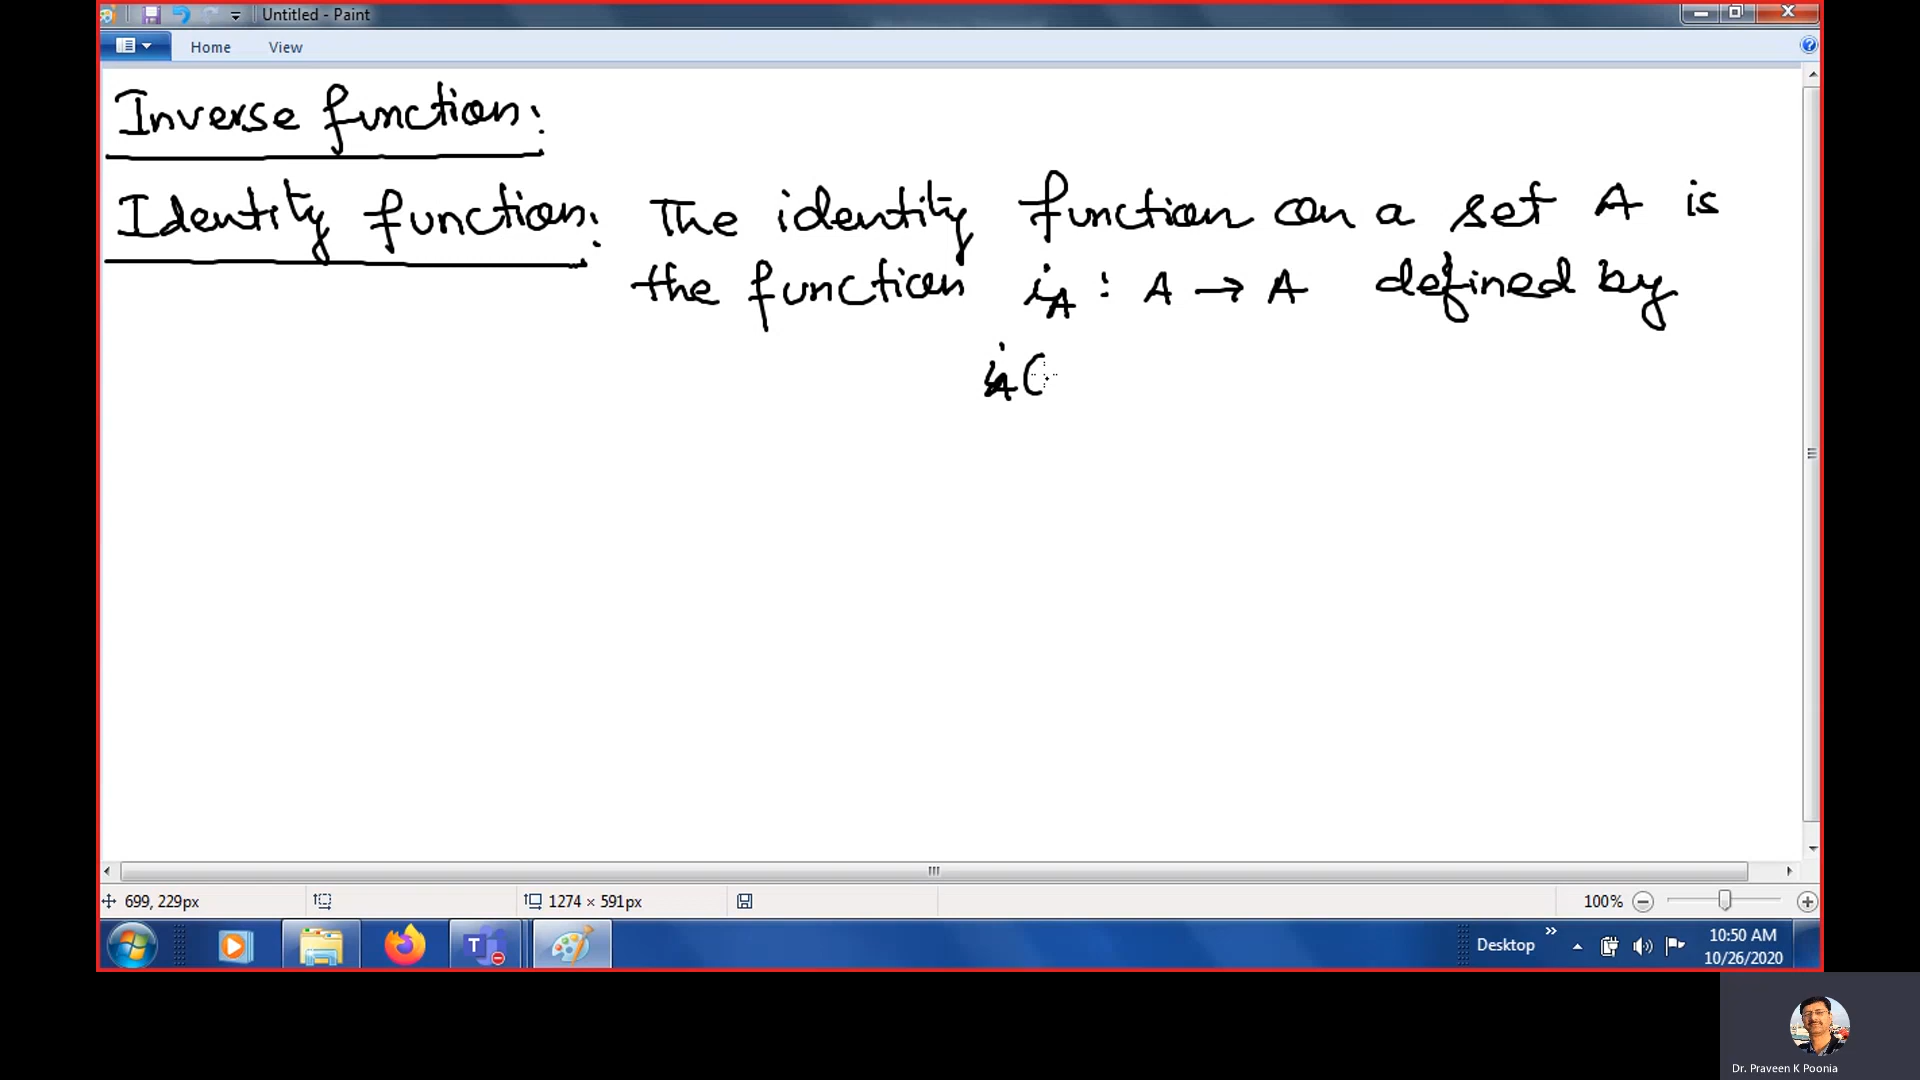 Untitled - Paint
Home View
Inverse function:
Identity function: The identity function on a set A is
the function i_A : A → A defined by
i_A(
699, 229px 1274 × 591px 100%
T Desktop » 10:50 AM
10/26/2020
Dr. Praveen K Poonia